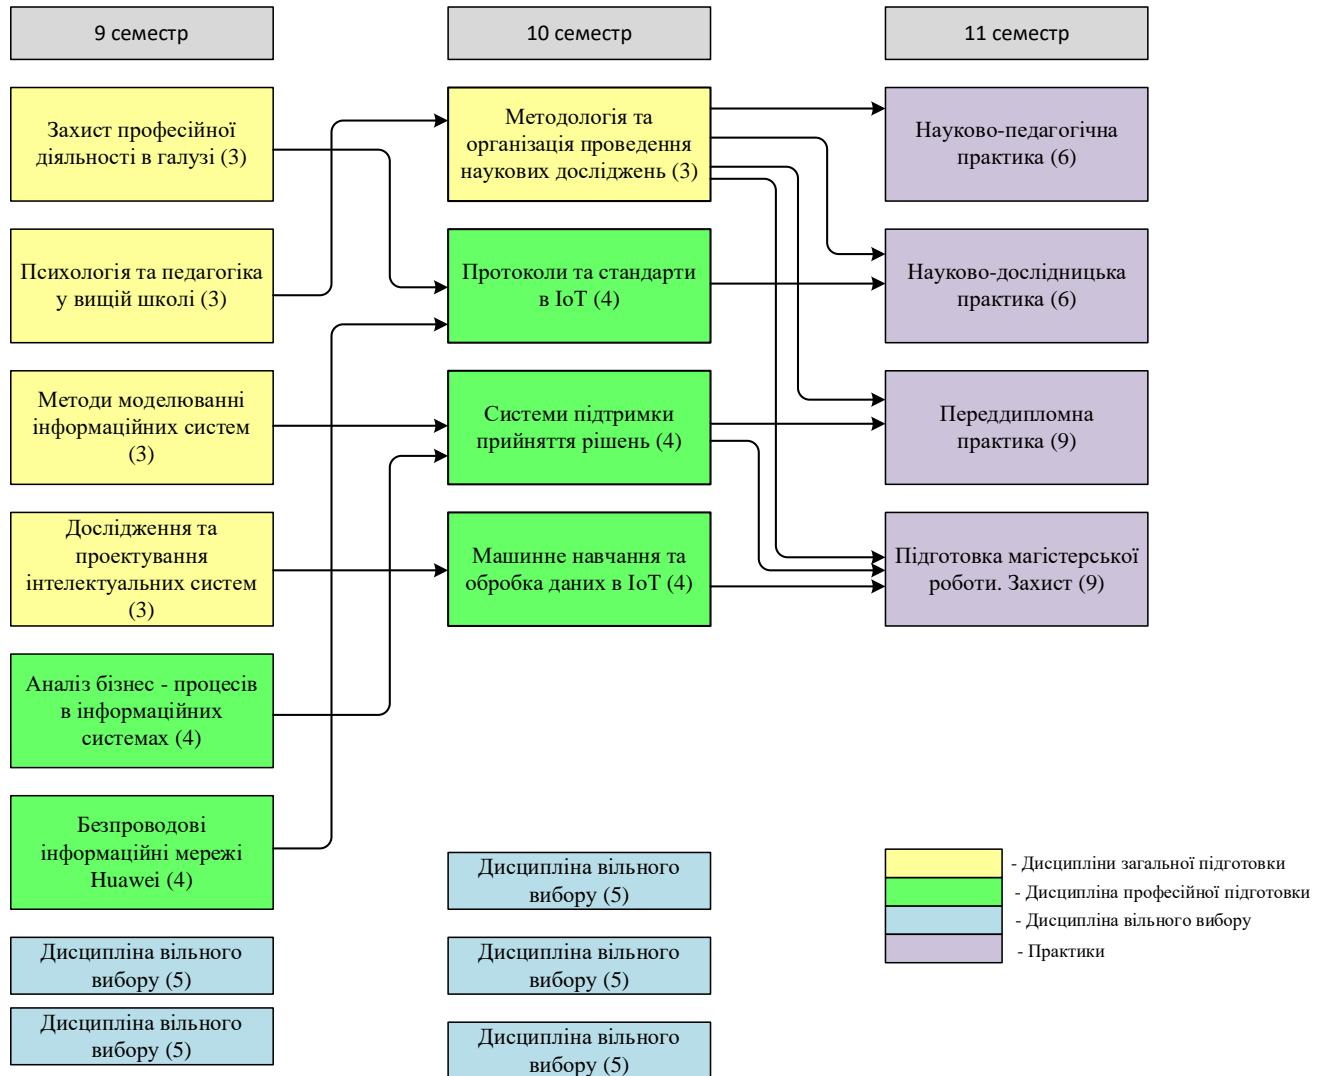 9 семестр
10 семестр
11 семестр
Захист професійної
діяльності в галузі (3)
Методологія та
організація проведення
наукових досліджень (3)
Науково-педагогічна
практика (6)
Психологія та педагогіка
у вищій школі (3)
Протоколи та стандарти
в IoT (4)
Науково-дослідницька
практика (6)
Методи моделюванні
інформаційних систем
(3)
Системи підтримки
прийняття рішень (4)
Переддипломна
практика (9)
Дослідження та
проектування
інтелектуальних систем
(3)
Машинне навчання та
обробка даних в IoT (4)
Підготовка магістерської
роботи. Захист (9)
Аналіз бізнес - процесів
в інформаційних
системах (4)
Безпроводові
інформаційні мережі
Huawei (4)
Дисципліна вільного
вибору (5)
- Дисципліни загальної підготовки
- Дисципліна професійної підготовки
- Дисципліна вільного вибору
- Практики
Дисципліна вільного
вибору (5)
Дисципліна вільного
вибору (5)
Дисципліна вільного
вибору (5)
Дисципліна вільного
вибору (5)